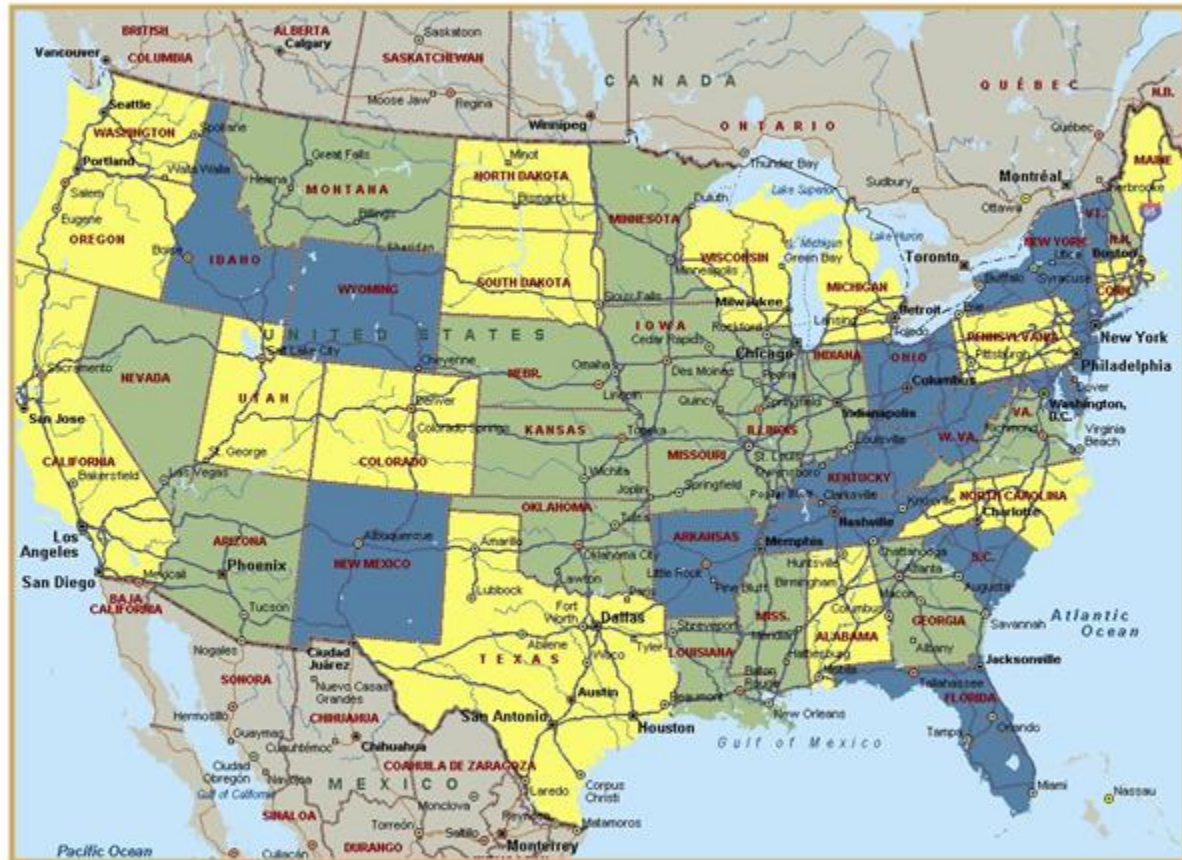 BRITISH
COLUMBIA
ALBERTA
Calgary
Saskatoon
SASKATCHEWAN
Vancouver
Moose Jaw
Regina
CANADA
Winnipeg
ONTARIO
QUÉBEC
N.B.
Québec
Seattle
WASHINGTON
Spokane
Walla Walla
Portland
Salem
Eugene
OREGON
Great Falls
Helena
MONTANA
Billings
Sheridan
Boise
IDAHO
WYOMING
Minot
NORTH DAKOTA
Bismarck
SOUTH DAKOTA
Sioux Falls
Thunder Bay
Duluth
MINNESOTA
Minneapolis
Lake Superior
Sudbury
Montréal
Sherbrooke
Ottawa
MAINE
95
VT.
N.H.
NEW YORK
Utica
Boston
Buffalo
Syracuse
CONN.
Toronto
Lake Huron
L. Michigan
WISCONSIN
Green Bay
Milwaukee
MICHIGAN
Lansing
Detroit
Toledo
Erie
PENNSYLVANIA
Pittsburgh
New York
Philadelphia
Dover
Washington,
D.C.
UNITED STATES
Salt Lake City
Cheyenne
NEBR.
Omaha
Lincoln
IOWA
Cedar Rapids
Des Moines
Rockford
Chicago
Peoria
INDIANA
OHIO
Columbus
Sacramento
San Jose
NEVADA
UTAH
St. George
Denver
Colorado Springs
COLORADO
KANSAS
Topeka
Wichita
Quincy
Springfield
ILLINOIS
Indianapolis
Louisville
W. VA.
VA.
Richmond
Virginia
Beach
CALIFORNIA
Bakersfield
Las Vegas
MISSOURI
St. Louis
Owensboro
KENTUCKY
Joplin
Springfield
Poplar Bluff
Clarksville
Knoxville
NORTH CAROLINA
Charlotte
Nashville
Los
Angeles
San Diego
Mexicali
BAJA
CALIFORNIA
ARIZONA
Phoenix
Tucson
Nogales
Albuquerque
NEW MEXICO
OKLAHOMA
Tulsa
Oklahoma City
Lawton
Amarillo
Lubbock
ARKANSAS
Little Rock
Pine Bluff
Memphis
Huntsville
Chattanooga
Birmingham
Atlanta
S.C.
Augusta
Macon
Columbus
GEORGIA
Savannah
Albany
Atlantic
Ocean
Paris
Fort
Worth
Dallas
Abilene
Tyler
Waco
TEXAS
Shreveport
LOUISIANA
MISS.
Meridian
Hattiesburg
ALABAMA
Mobile
Baton
Rouge
New Orleans
Beaumont
Tallahassee
Jacksonville
FLORIDA
Orlando
Tampa
Miami
Nassau
Austin
San Antonio
Houston
Gulf of Mexico
Corpus
Christi
Laredo
Ciudad
Juárez
Nuevo Casas
Grandes
SONORA
CHIHUAHUA
Hermosillo
Guaymas
Cuauhtémoc
Chihuahua
COAHUILA DE ZARAGOZA
Ciudad
Obregón
Navojoa
Gulf of California
MEXICO
Monclova
Reynosa
Matamoros
SINALOA
Torreón
Saltillo
Monterrey
DURANGO
Culiacán
Pacific Ocean